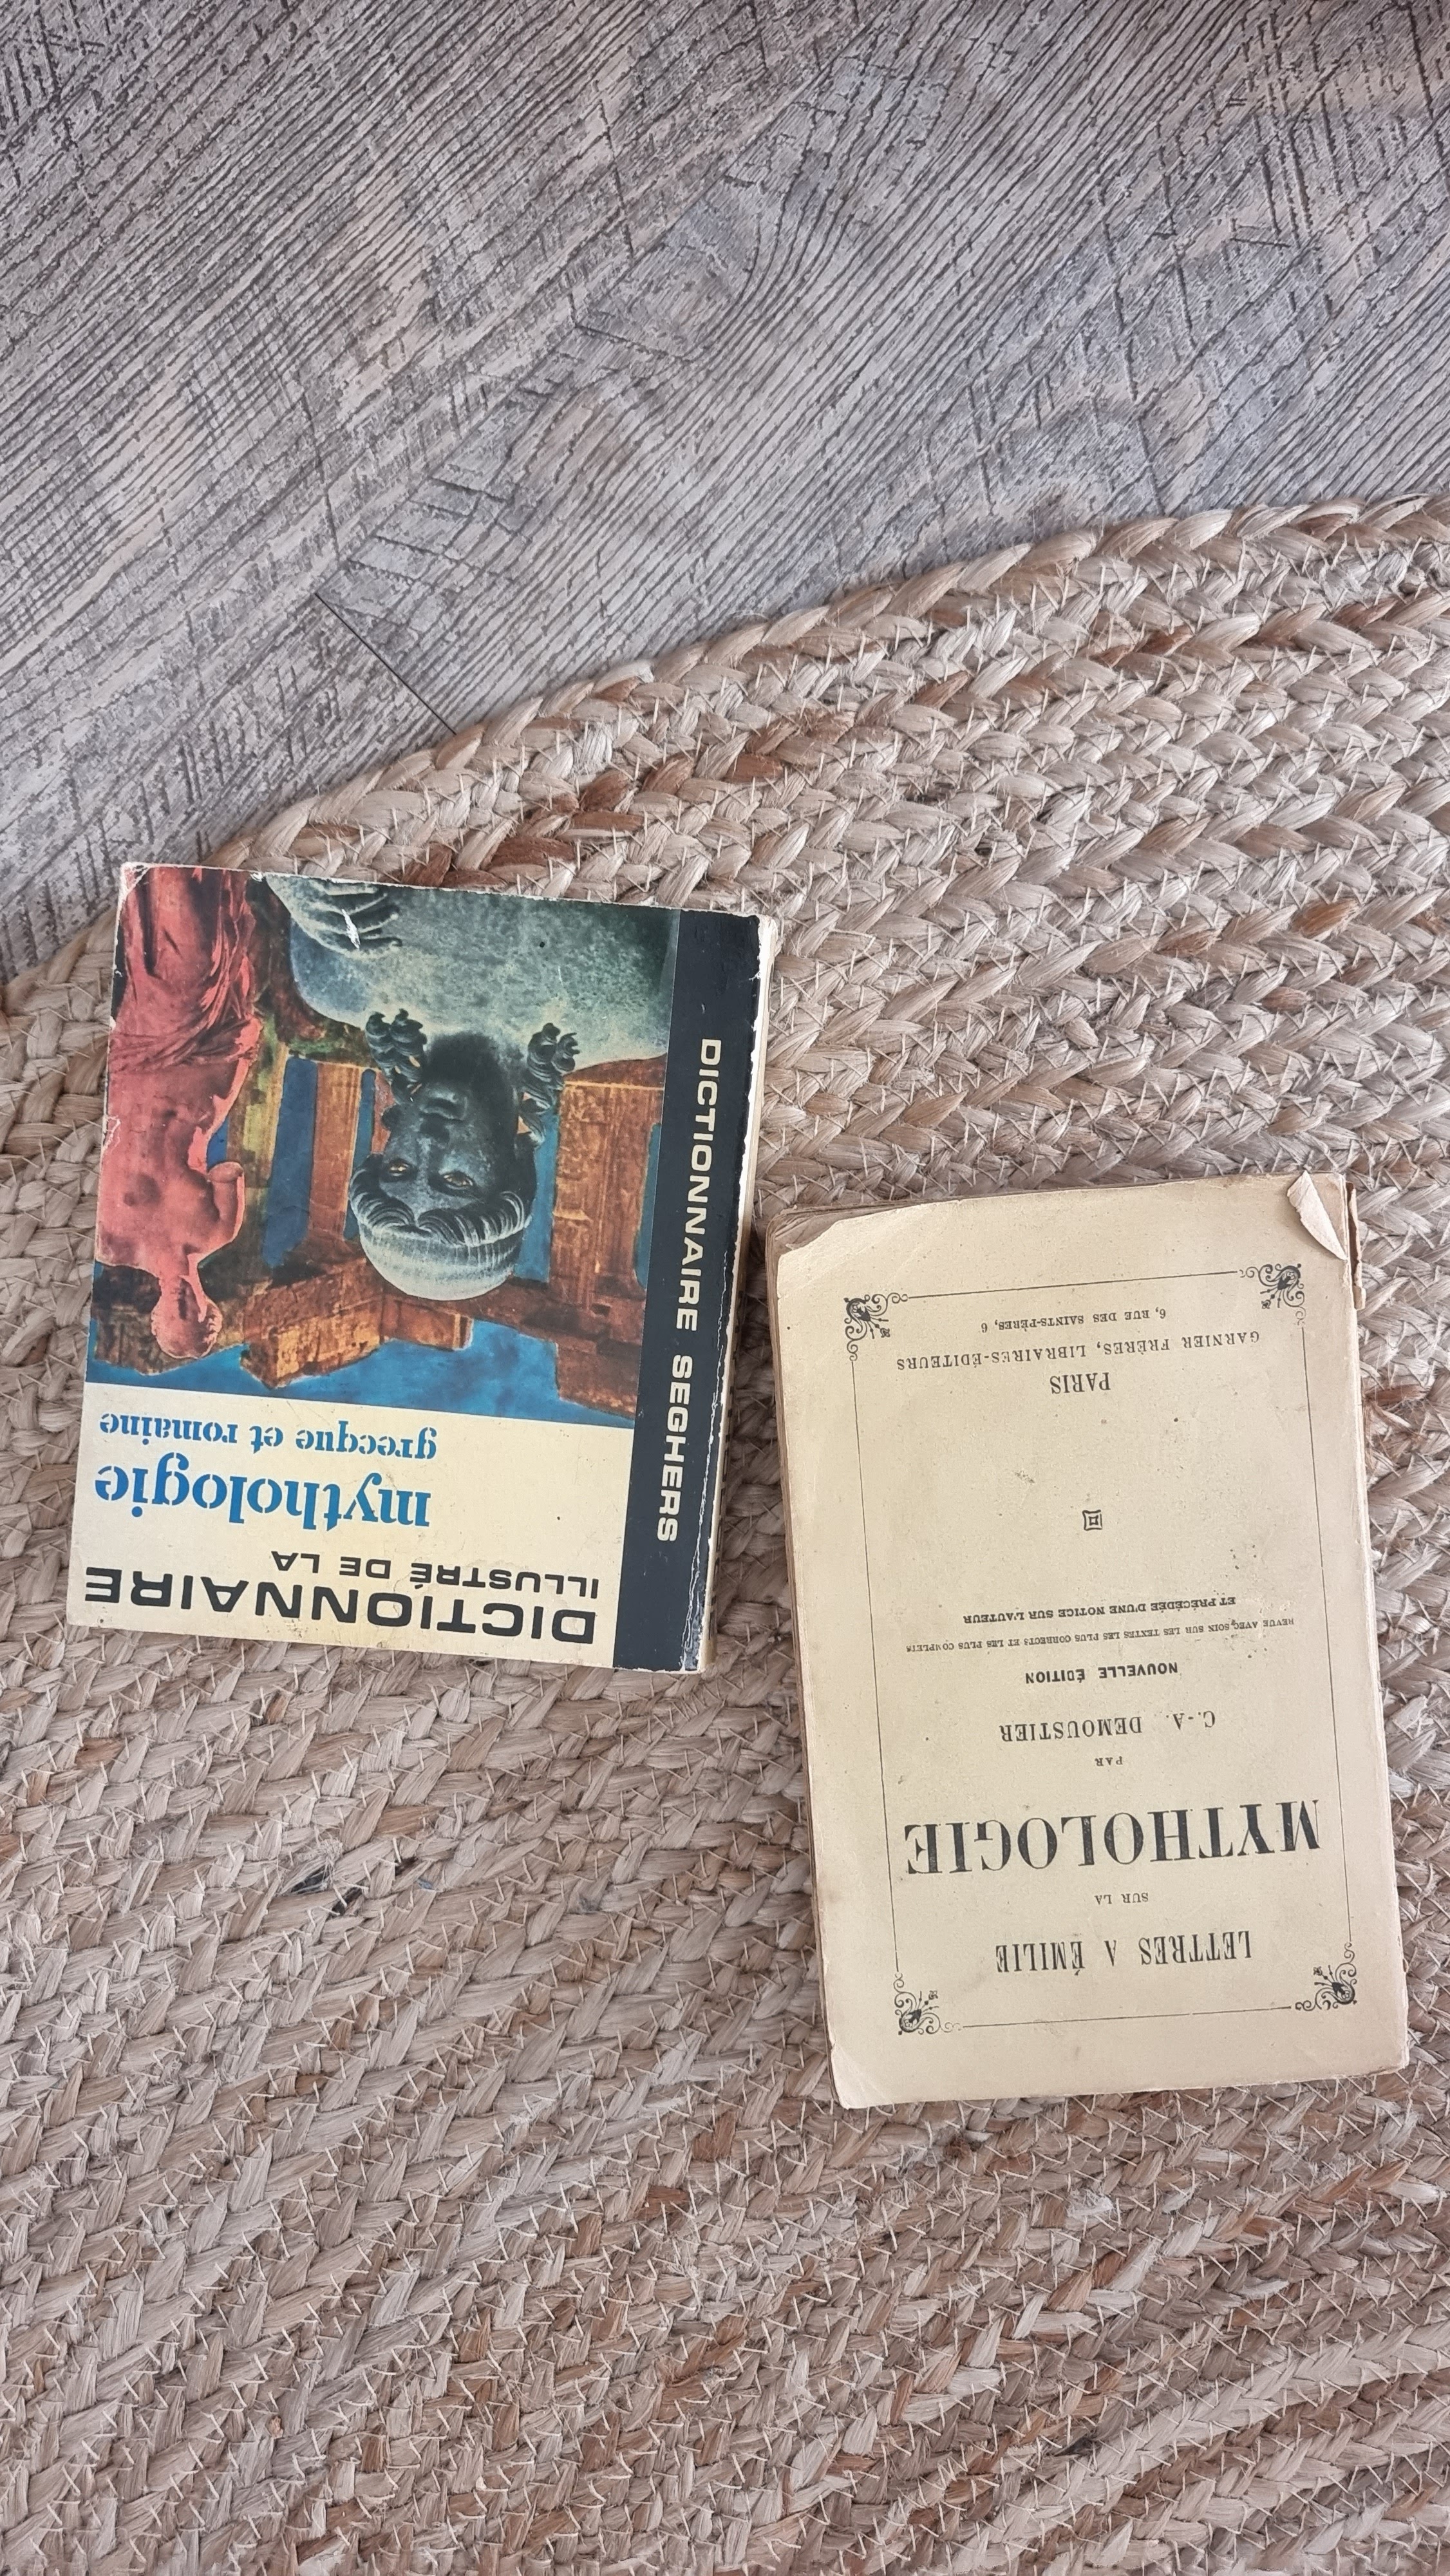 DICTIONNAIRE
ILLUSTRÉ DE LA
mythologie
grecque et romaine
DICTIONNAIRE SEGHERS
LETTRES A ÉMILIE
SUR LA
MYTHOLOGIE
PAR
C.-A. DEMOUSTIER
NOUVELLE ÉDITION
REVUE AVEC SOIN SUR LES TEXTES LES PLUS CORRECTS ET LES PLUS COMPLETS
ET PRÉCÉDÉE D'UNE NOTICE SUR L'AUTEUR
PARIS
GARNIER FRÈRES, LIBRAIRES-ÉDITEURS
6, RUE DES SAINTS-PÈRES, 6